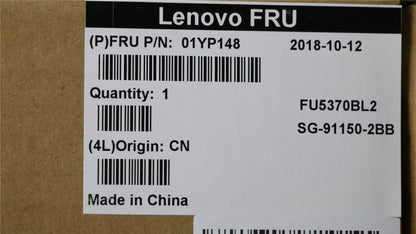 Lenovo FRU
(P)FRU P/N: 01YP148 2018-10-12
Quantity: 1
FU5370BL2
SG-91150-2BB
(4L)Origin: CN
Made in China